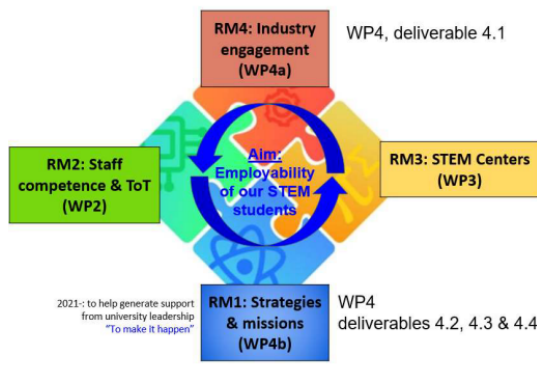 RM4: Industry
engagement
(WP4a)
WP4, deliverable 4.1
RM2: Staff
competence & ToT
(WP2)
Aim:
Employability
of our STEM
students
RM3: STEM Centers
(WP3)
2021-: to help generate support
from university leadership
"To make it happen"
RM1: Strategies
& missions
(WP4b)
WP4
deliverables 4.2, 4.3 & 4.4